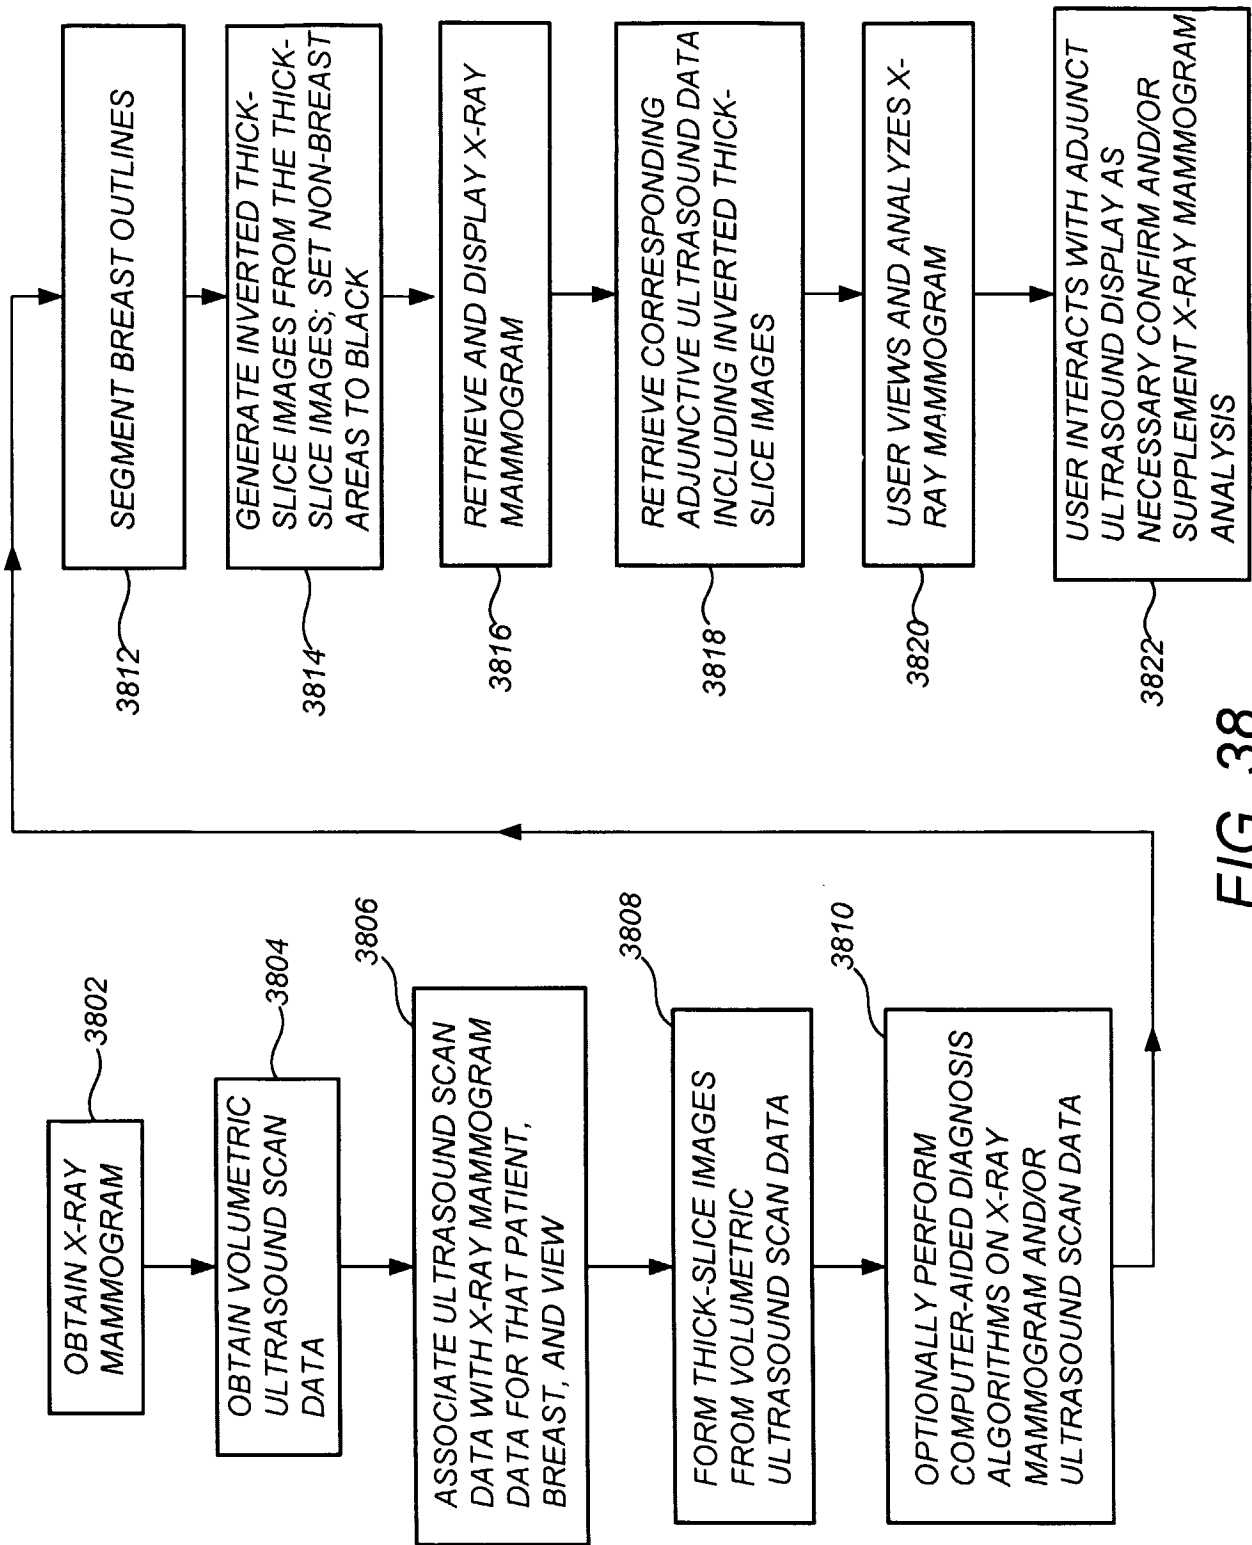 3802
OBTAIN X-RAY
MAMMOGRAM
3804
OBTAIN VOLUMETRIC
ULTRASOUND SCAN
DATA
3806
ASSOCIATE ULTRASOUND SCAN
DATA WITH X-RAY MAMMOGRAM
DATA FOR THAT PATIENT,
BREAST, AND VIEW
3808
FORM THICK-SLICE IMAGES
FROM VOLUMETRIC
ULTRASOUND SCAN DATA
3810
OPTIONALLY PERFORM
COMPUTER-AIDED DIAGNOSIS
ALGORITHMS ON X-RAY
MAMMOGRAM AND/OR
ULTRASOUND SCAN DATA
3812
SEGMENT BREAST OUTLINES
3814
GENERATE INVERTED THICK-
SLICE IMAGES FROM THE THICK-
SLICE IMAGES; SET NON-BREAST
AREAS TO BLACK
3816
RETRIEVE AND DISPLAY X-RAY
MAMMOGRAM
3818
RETRIEVE CORRESPONDING
ADJUNCTIVE ULTRASOUND DATA
INCLUDING INVERTED THICK-
SLICE IMAGES
3820
USER VIEWS AND ANALYZES X-
RAY MAMMOGRAM
3822
USER INTERACTS WITH ADJUNCT
ULTRASOUND DISPLAY AS
NECESSARY CONFIRM AND/OR
SUPPLEMENT X-RAY MAMMOGRAM
ANALYSIS
FIG. 38